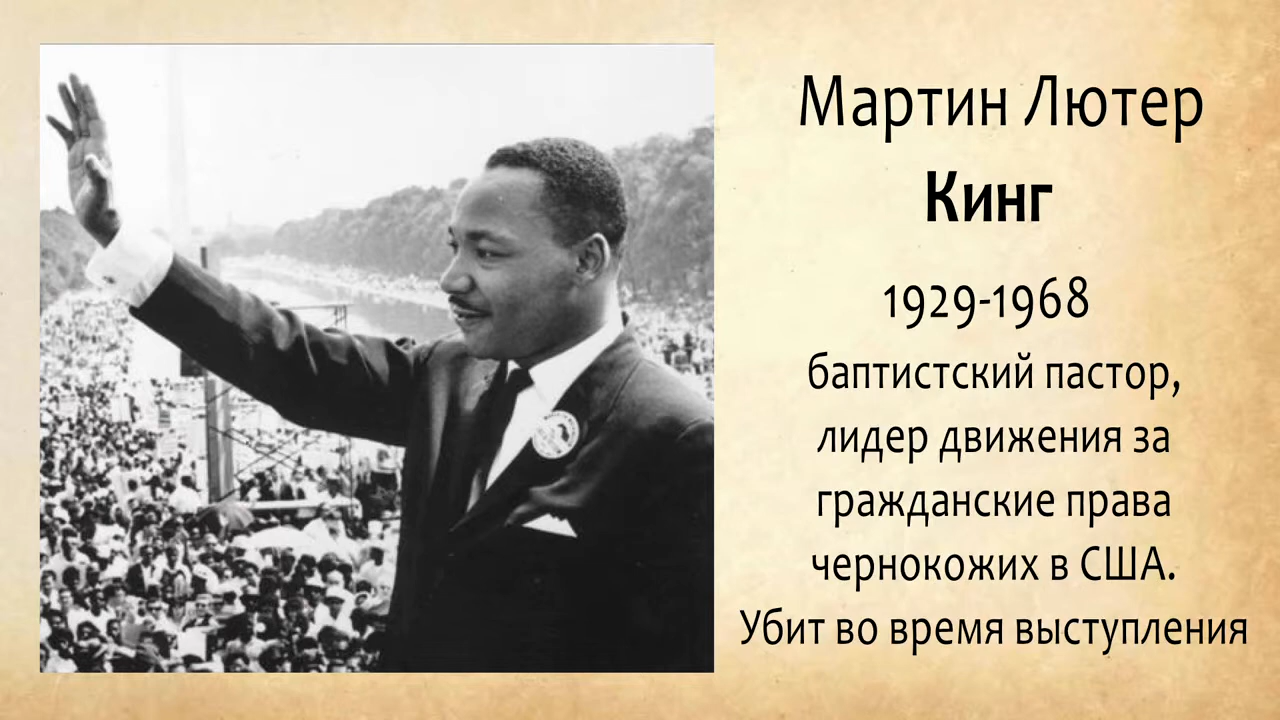 Мартин Лютер
Кинг
1929-1968
баптистский пастор,
лидер движения за
гражданские права
чернокожих в США.
Убит во время выступления